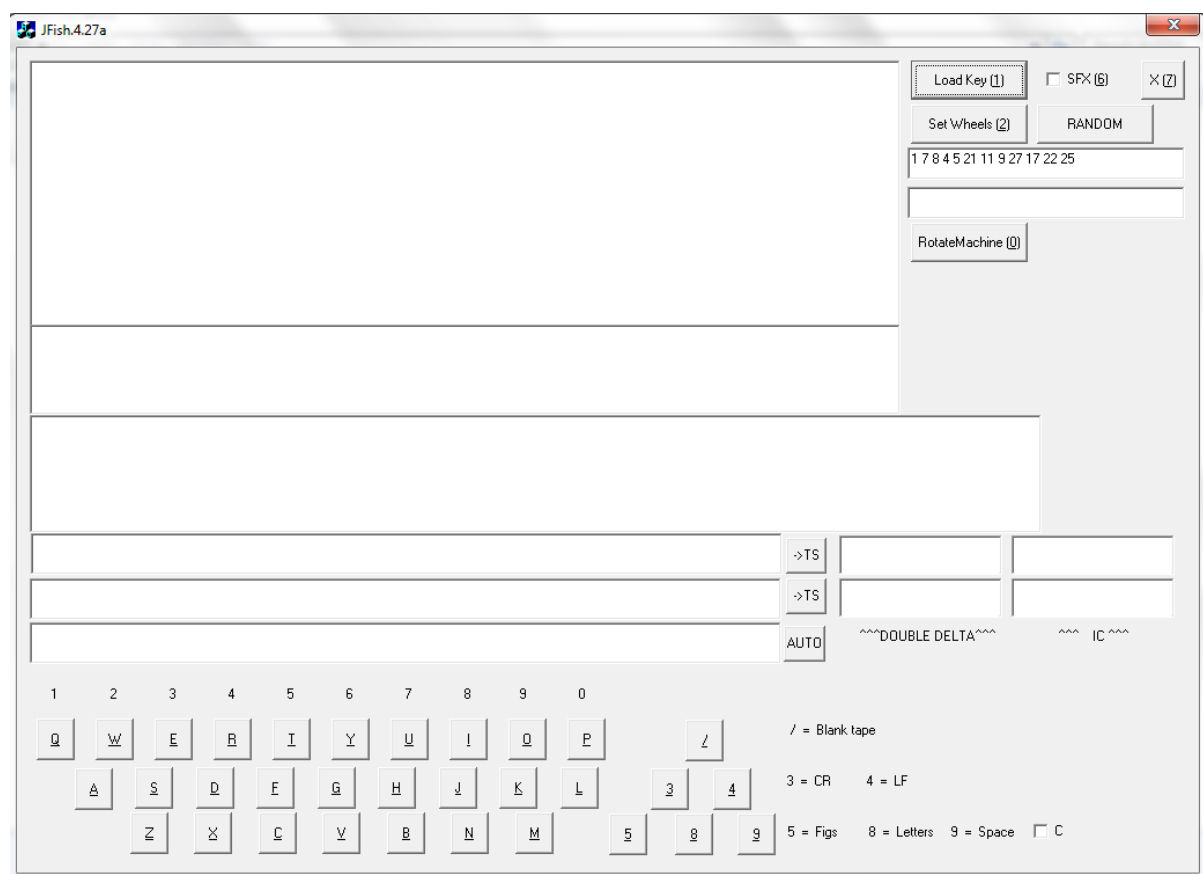 JFish.4.27a
Load Key (1) SFX (6) X (7)
Set Wheels (2) RANDOM
1 7 8 4 5 21 11 9 27 17 22 25
RotateMachine (0)
->TS
->TS
AUTO ^^^DOUBLE DELTA^^^ ^^^ IC ^^^
1 2 3 4 5 6 7 8 9 0
Q W E R T Y U I O P / / = Blank tape
A S D F G H J K L 3 4 3 = CR 4 = LF
Z X C V B N M 5 8 9 5 = Figs 8 = Letters 9 = Space C